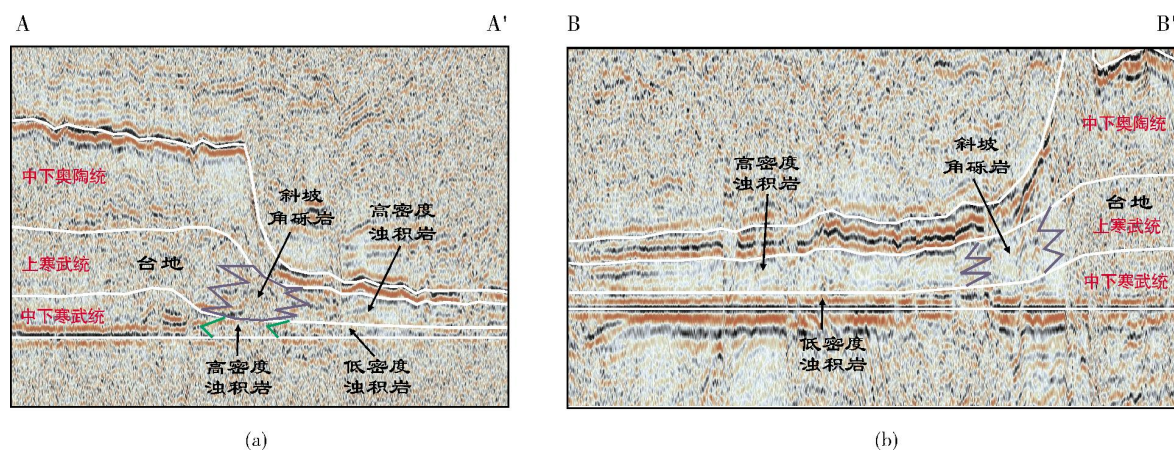 A
A'
中下奥陶统
斜坡
角砾岩
高密度
浊积岩
上寒武统
台地
中下寒武统
高密度
浊积岩
低密度
浊积岩
(a)
B
B'
中下奥陶统
斜坡
角砾岩
高密度
浊积岩
台地
上寒武统
中下寒武统
低密度
浊积岩
(b)